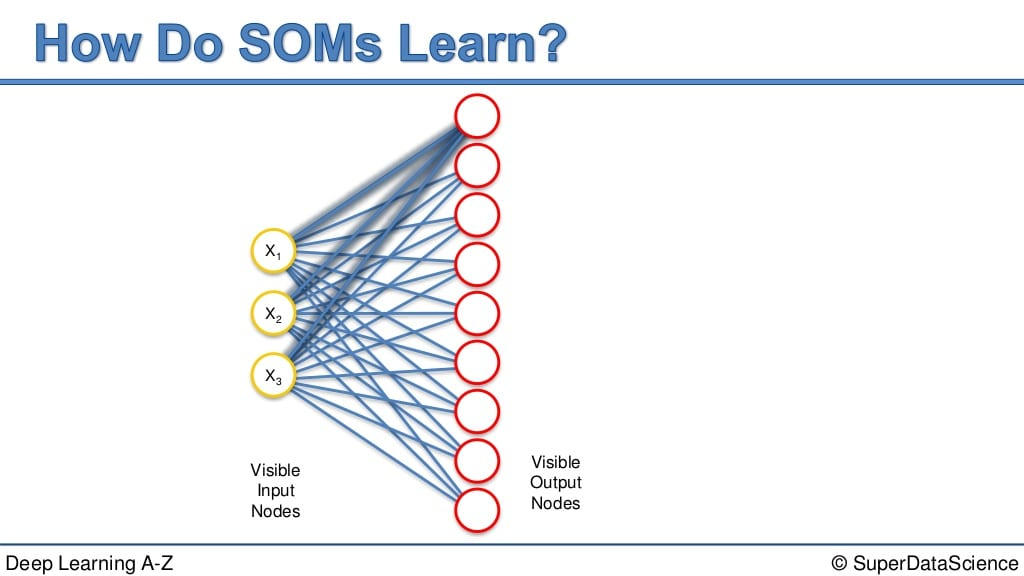 How Do SOMs Learn?
X1
X2
X3
Visible
Input
Nodes
Visible
Output
Nodes
Deep Learning A-Z
© SuperDataScience